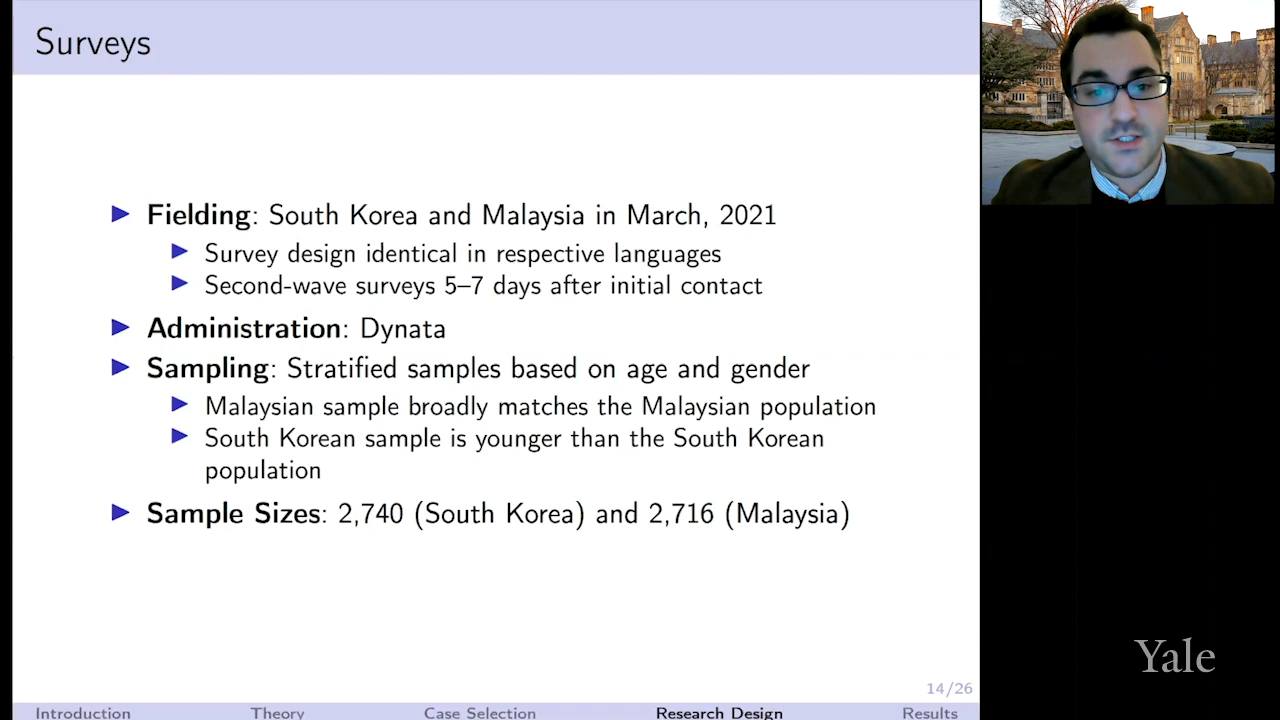 Surveys
▶ Fielding: South Korea and Malaysia in March, 2021
▶ Survey design identical in respective languages
▶ Second-wave surveys 5–7 days after initial contact
▶ Administration: Dynata
▶ Sampling: Stratified samples based on age and gender
▶ Malaysian sample broadly matches the Malaysian population
▶ South Korean sample is younger than the South Korean
population
▶ Sample Sizes: 2,740 (South Korea) and 2,716 (Malaysia)
Yale
14/26
Introduction Theory Case Selection Research Design Results